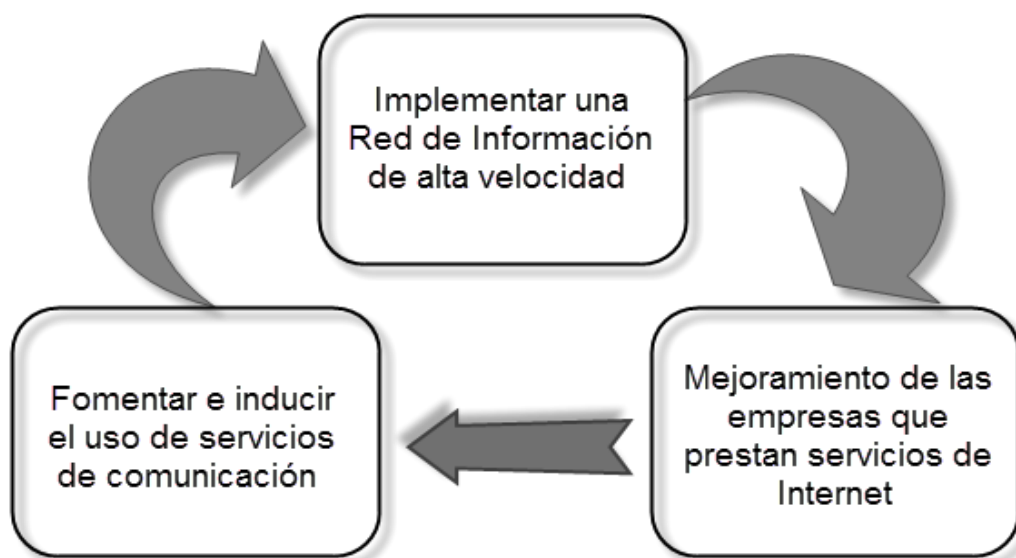 Implementar una
Red de Información
de alta velocidad
Mejoramiento de las
empresas que
prestan servicios de
Internet
Fomentar e inducir
el uso de servicios
de comunicación